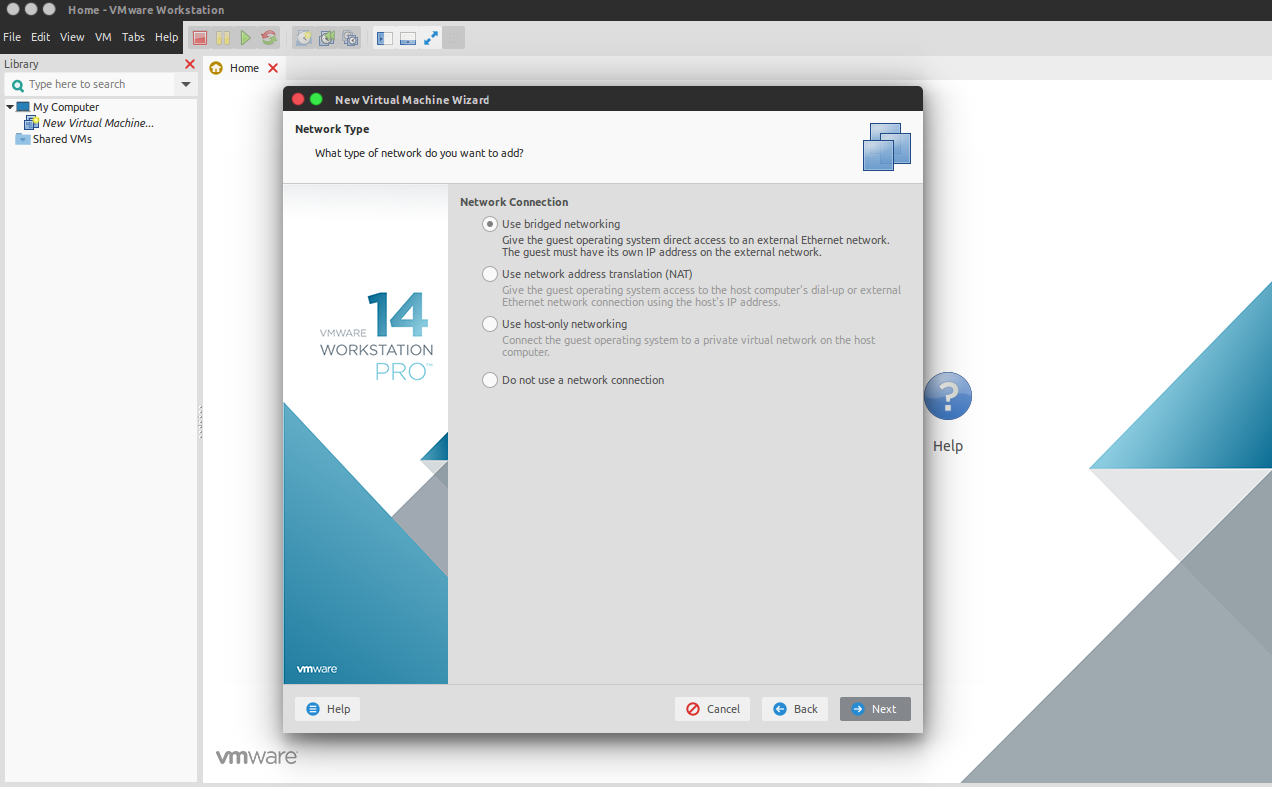 Home - VMware Workstation
File Edit View VM Tabs Help
Library
Type here to search
My Computer
New Virtual Machine...
Shared VMs
Home
New Virtual Machine Wizard
Network Type
What type of network do you want to add?
Network Connection
Use bridged networking
Give the guest operating system direct access to an external Ethernet network.
The guest must have its own IP address on the external network.
Use network address translation (NAT)
Give the guest operating system access to the host computer's dial-up or external
Ethernet network connection using the host's IP address.
Use host-only networking
Connect the guest operating system to a private virtual network on the host
computer.
Do not use a network connection
VMWARE 14
WORKSTATION
PRO™
vmware
Help
Cancel
Back
Next
?
Help
vmware